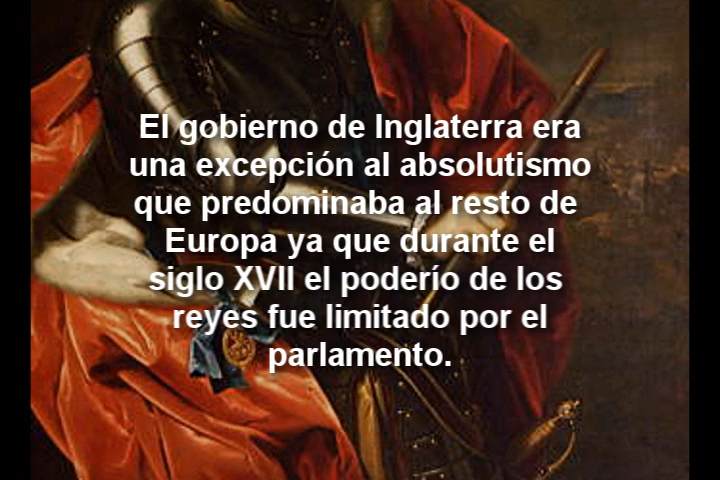 El gobierno de Inglaterra era
una excepción al absolutismo
que predominaba al resto de
Europa ya que durante el
siglo XVII el poderío de los
reyes fue limitado por el
parlamento.